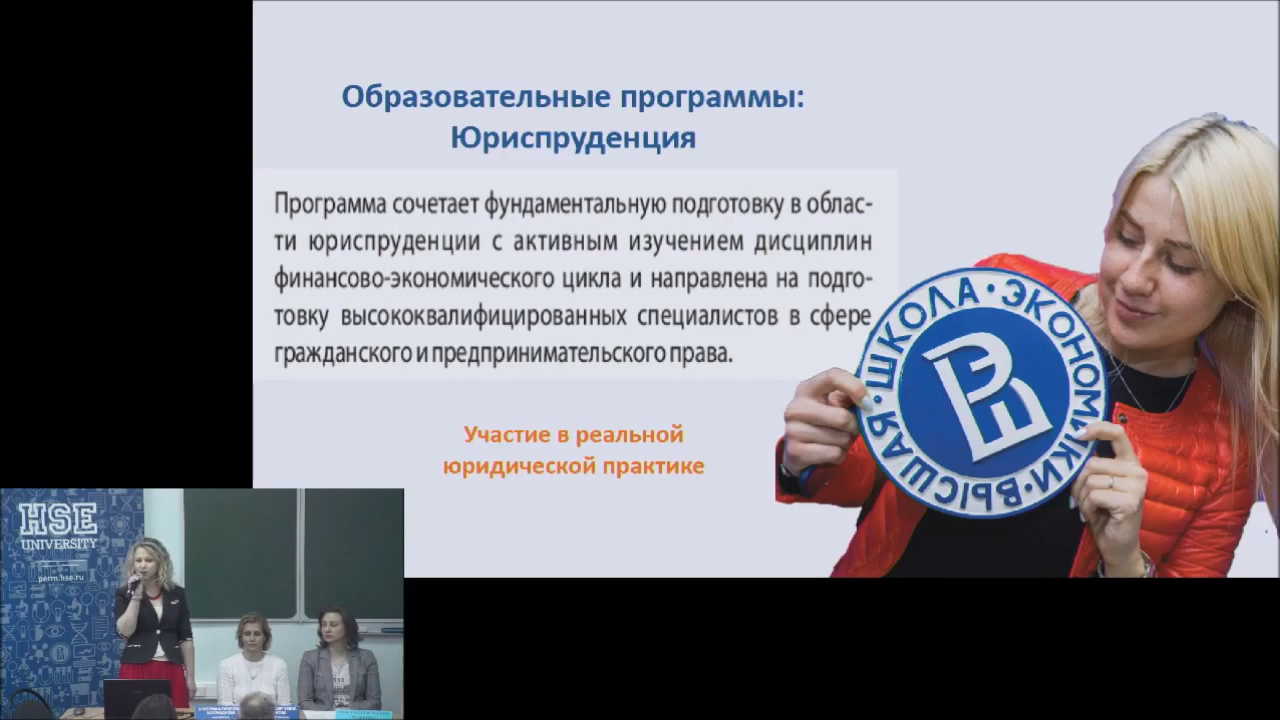 Образовательные программы:
Юриспруденция
Программа сочетает фундаментальную подготовку в облас-
ти юриспруденции с активным изучением дисциплин
финансово-экономического цикла и направлена на подго-
товку высококвалифицированных специалистов в сфере
гражданского и предпринимательского права.
Участие в реальной
юридической практике
ВЫСШАЯ · ШКОЛА · ЭКОНОМИКИ ·
HSE
UNIVERSITY
perm.hse.ru